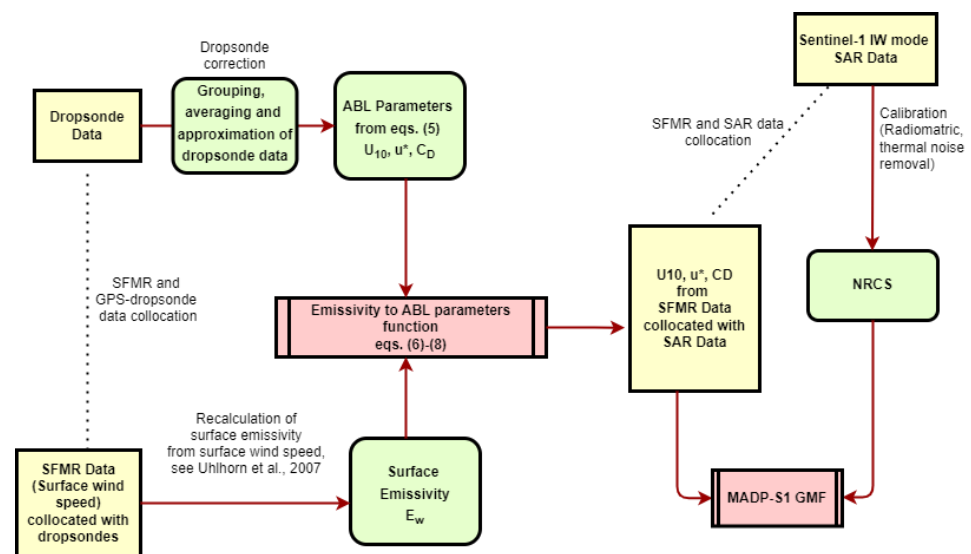 Dropsonde
correction
Sentinel-1 IW mode
SAR Data
Dropsonde
Data
Grouping,
averaging and
approximation of
dropsonde data
ABL Parameters
from eqs. (5)
U10, u*, CD
SFMR and SAR data
collocation
Calibration
(Radiomatric,
thermal noise
removal)
SFMR and
GPS-dropsonde
data collocation
Emissivity to ABL parameters
function
eqs. (6)-(8)
U10, u*, CD
from
SFMR Data
collocated with
SAR Data
NRCS
Recalculation of
surface emissivity
from surface wind speed,
see Uhlhorn et al., 2007
SFMR Data
(Surface wind
speed)
collocated with
dropsondes
Surface
Emissivity
Ew
MADP-S1 GMF